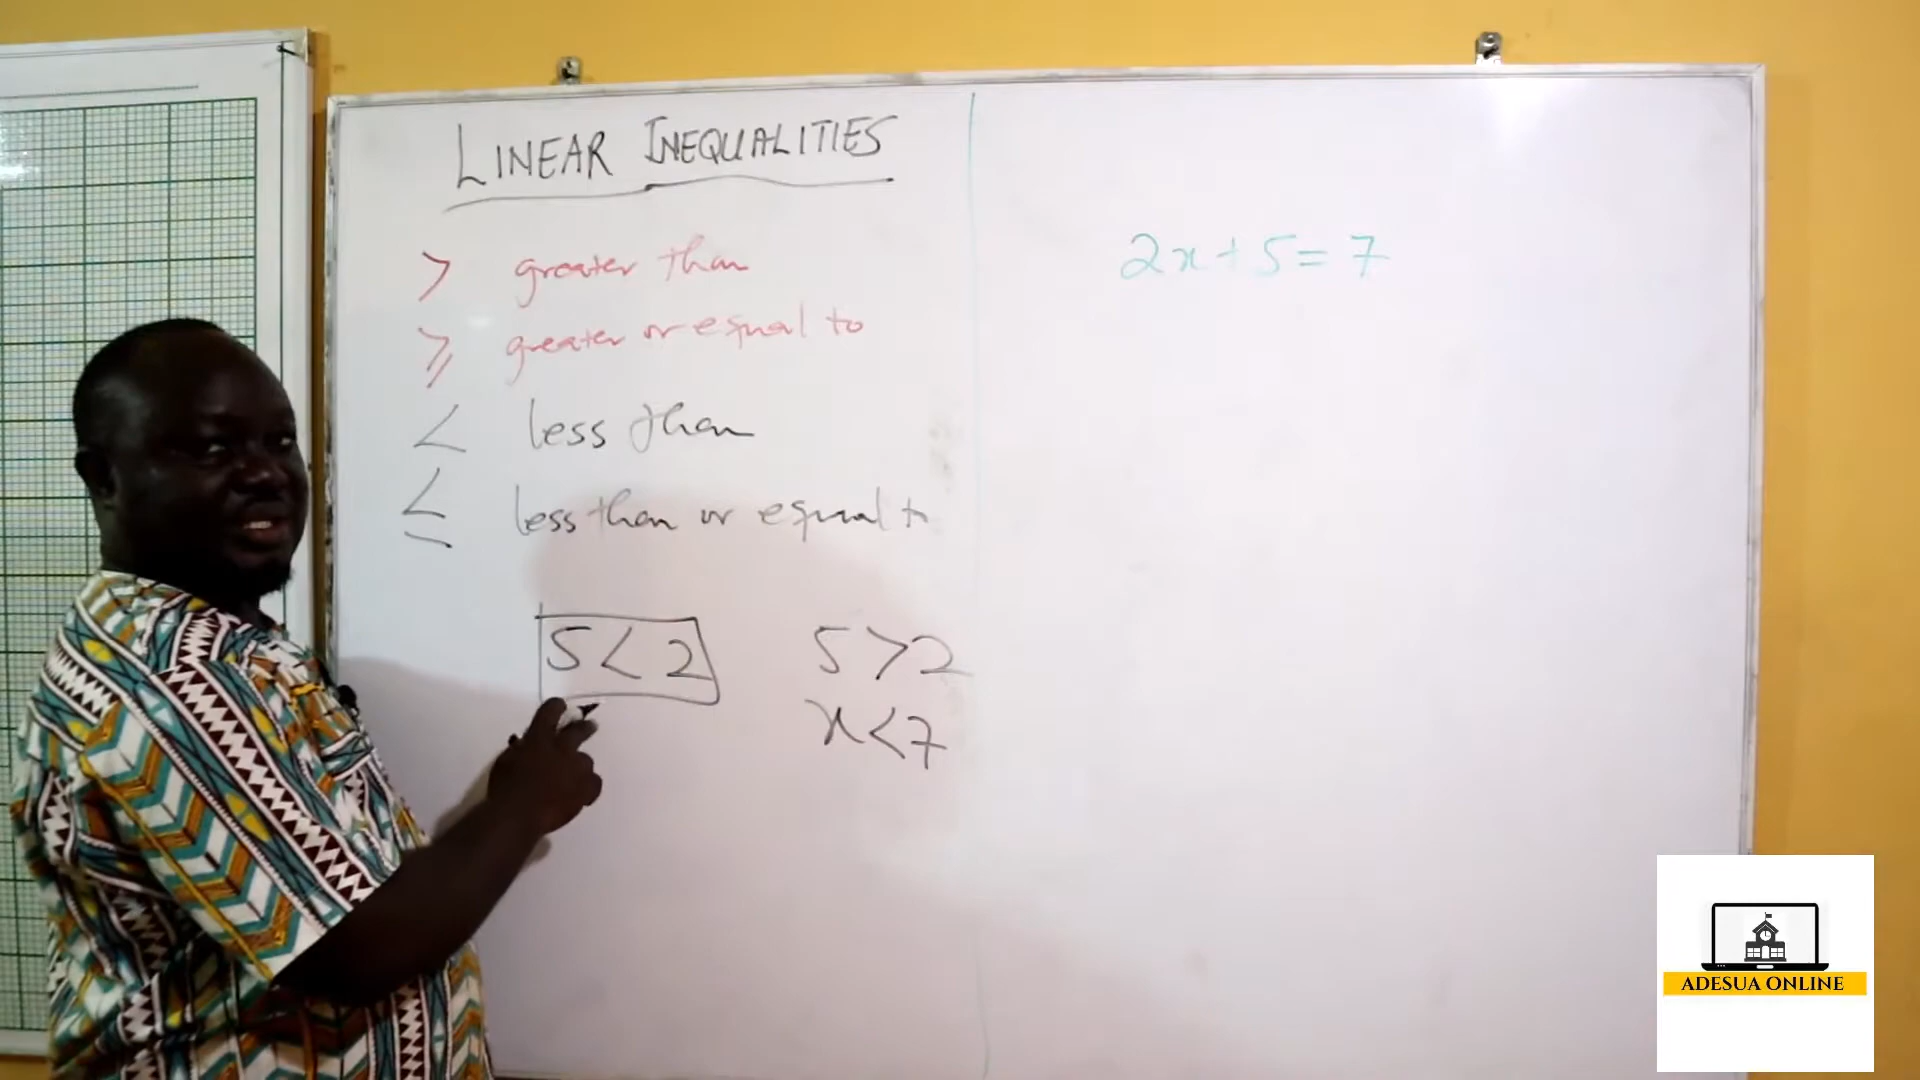 LINEAR INEQUALITIES
> greater than
≥ greater or equal to
< less than
≤ less than or equal to
5 < 2
5 > 2
x < 7
2x + 5 = 7
ADESUA ONLINE